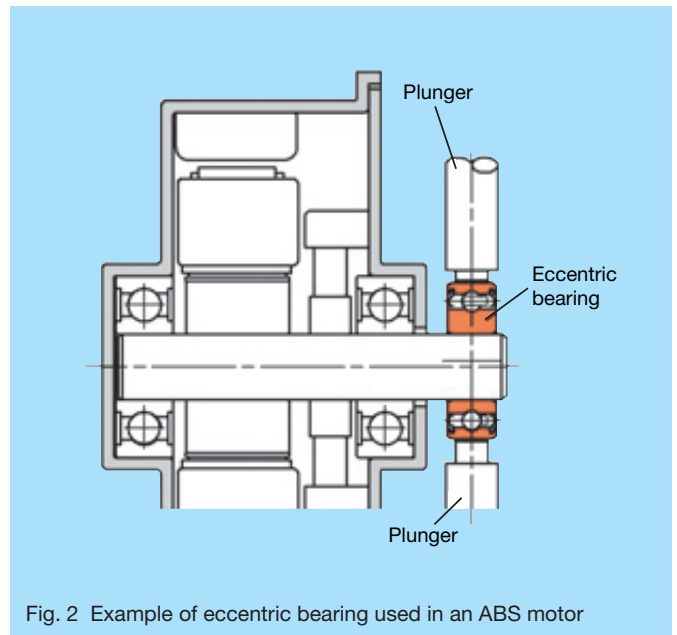 Plunger
Eccentric
bearing
Plunger
Fig. 2 Example of eccentric bearing used in an ABS motor